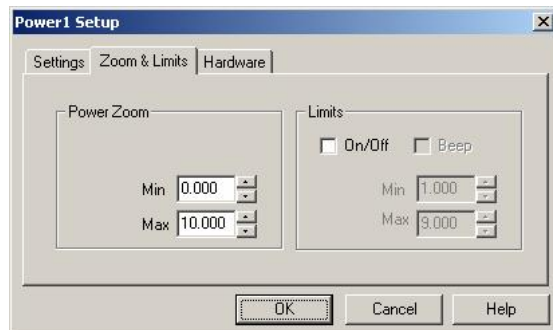 Power1 Setup
Settings Zoom & Limits Hardware
Power Zoom
Min 0.000
Max 10.000
Limits
On/Off Beep
Min 1.000
Max 9.000
OK Cancel Help